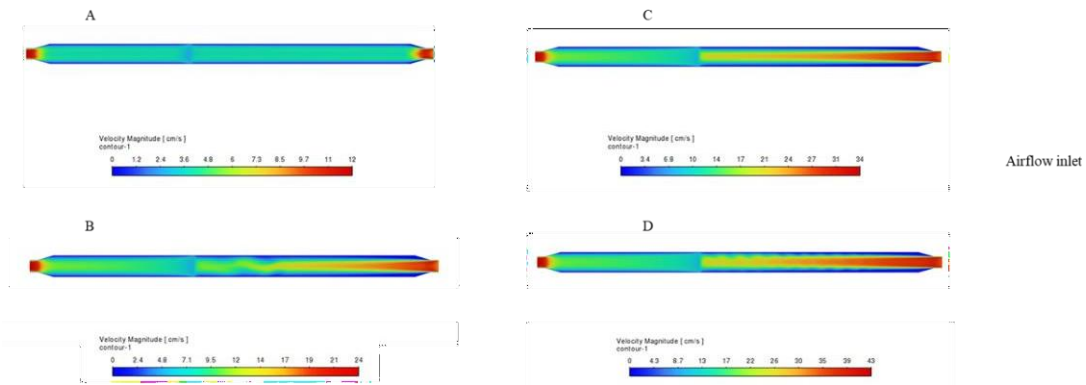 A
Velocity Magnitude [ cm/s ]
contour-1
0 1.2 2.4 3.6 4.8 6 7.3 8.5 9.7 11 12
C
Velocity Magnitude [ cm/s ]
contour-1
0 3.4 6.8 10 14 17 21 24 27 31 34
Airflow inlet
B
Velocity Magnitude [ cm/s ]
contour-1
0 2.4 4.8 7.1 9.5 12 14 17 19 21 24
D
Velocity Magnitude [ cm/s ]
contour-1
0 4.3 8.7 13 17 22 26 30 35 39 43